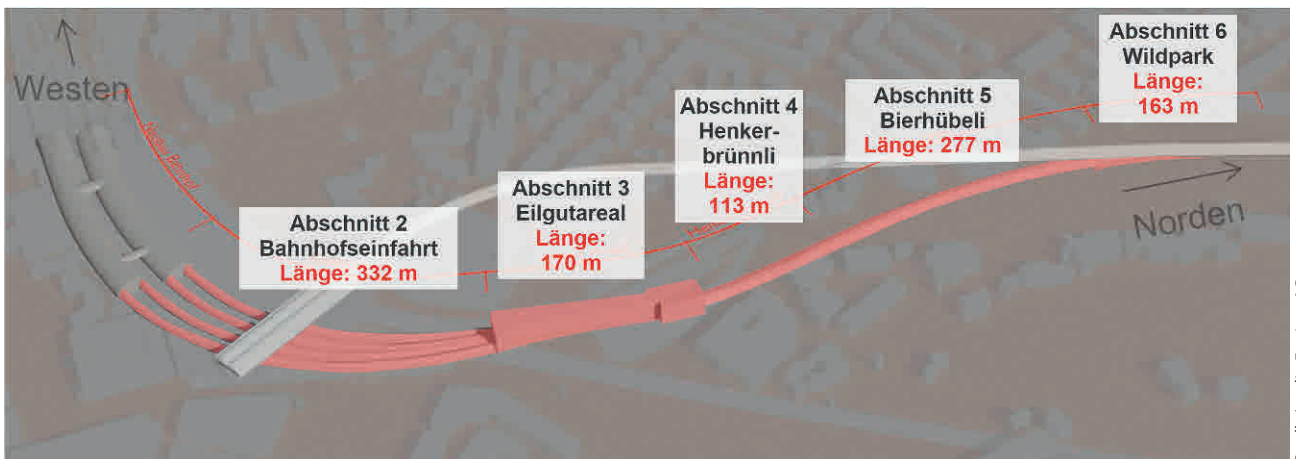 Westen
Abschnitt 2
Bahnhofseinfahrt
Länge: 332 m
Abschnitt 3
Eilgutareal
Länge:
170 m
Abschnitt 4
Henker-
brünnli
Länge:
113 m
Abschnitt 5
Bierhübeli
Länge: 277 m
Abschnitt 6
Wildpark
Länge:
163 m
Norden